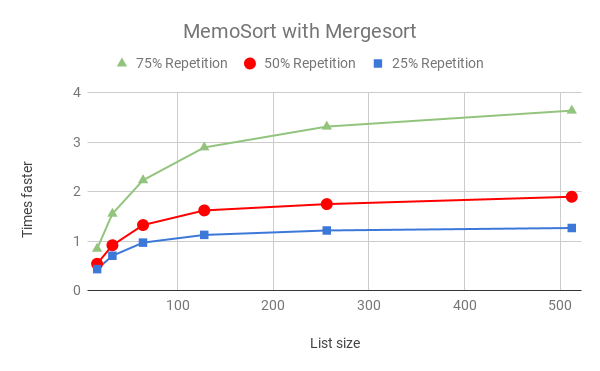 MemoSort with Mergesort
75% Repetition 50% Repetition 25% Repetition
Times faster
4
3
2
1
0
100 200 300 400 500
List size